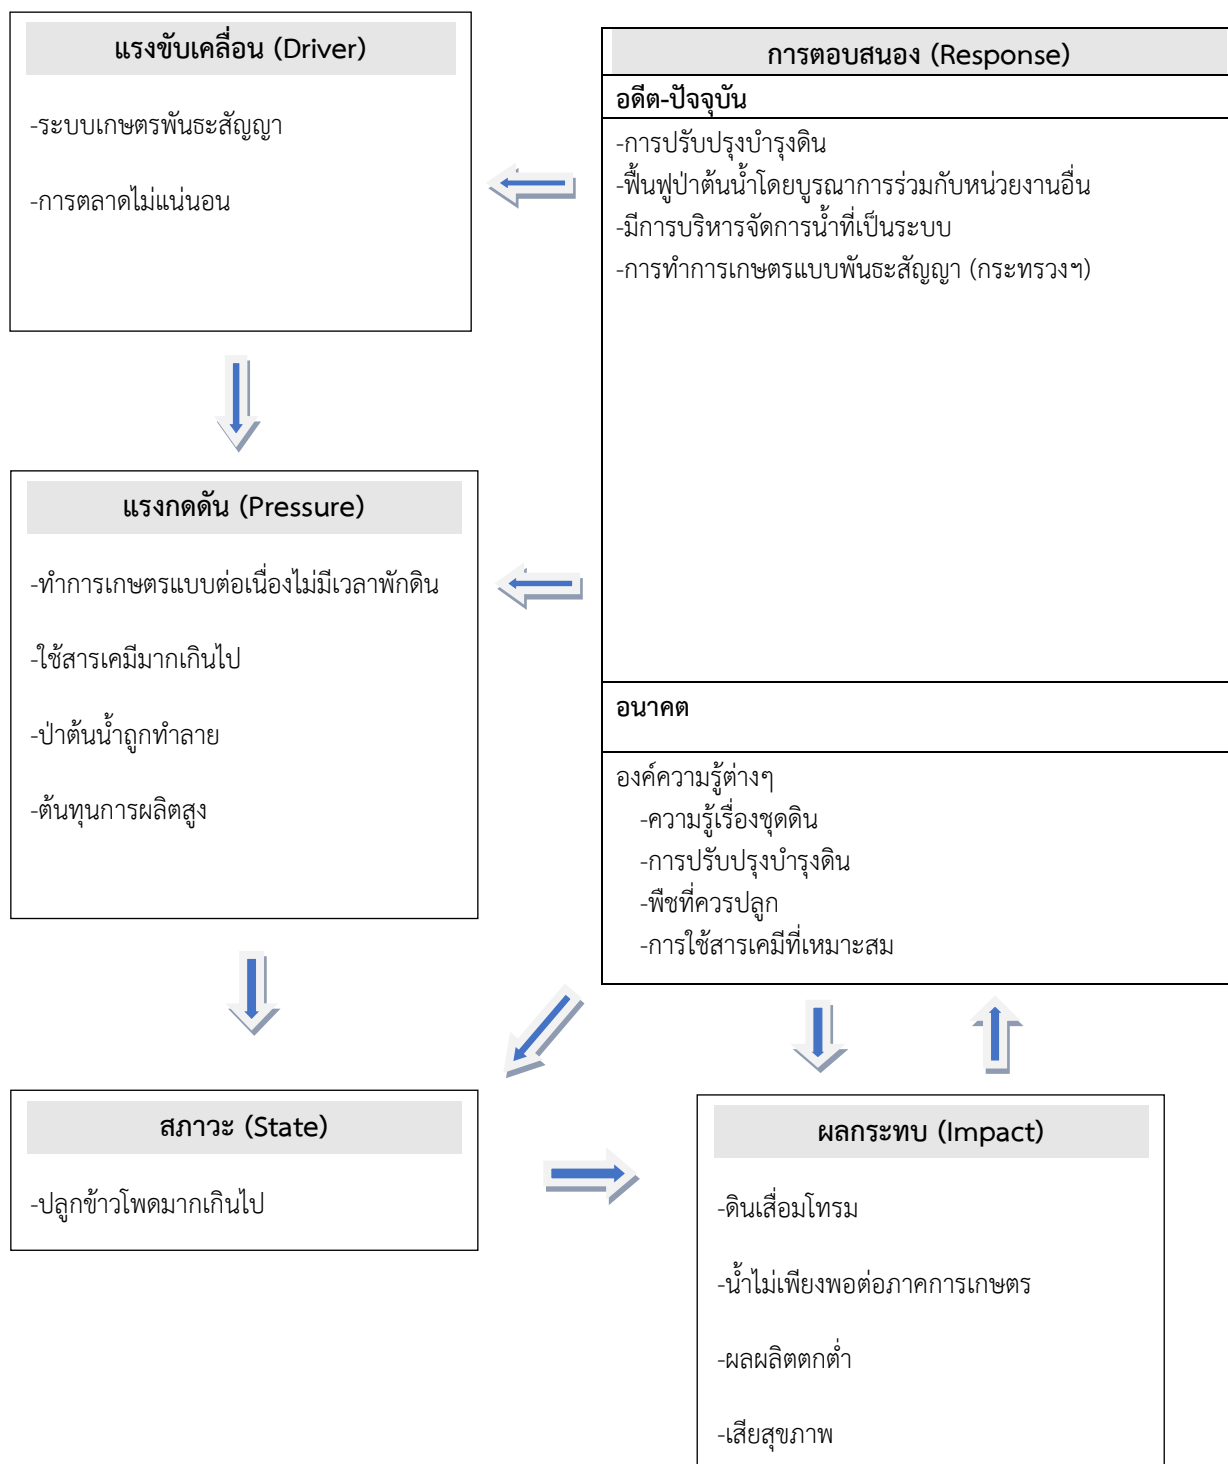 แรงขับเคลื่อน (Driver)
-ระบบเกษตรพันธะสัญญา
-การตลาดไม่แน่นอน
การตอบสนอง (Response)
อดีต-ปัจจุบัน
-การปรับปรุงบำรุงดิน
-ฟื้นฟูป่าต้นน้ำโดยบูรณาการร่วมกับหน่วยงานอื่น
-มีการบริหารจัดการน้ำที่เป็นระบบ
-การทำการเกษตรแบบพันธะสัญญา (กระทรวงฯ)
แรงกดดัน (Pressure)
-ทำการเกษตรแบบต่อเนื่องไม่มีเวลาพักดิน
-ใช้สารเคมีมากเกินไป
-ป่าต้นน้ำถูกทำลาย
-ต้นทุนการผลิตสูง
อนาคต
องค์ความรู้ต่างๆ
-ความรู้เรื่องชุดดิน
-การปรับปรุงบำรุงดิน
-พืชที่ควรปลูก
-การใช้สารเคมีที่เหมาะสม
สภาวะ (State)
-ปลูกข้าวโพดมากเกินไป
ผลกระทบ (Impact)
-ดินเสื่อมโทรม
-น้ำไม่เพียงพอต่อภาคการเกษตร
-ผลผลิตตกต่ำ
-เสียสุขภาพ